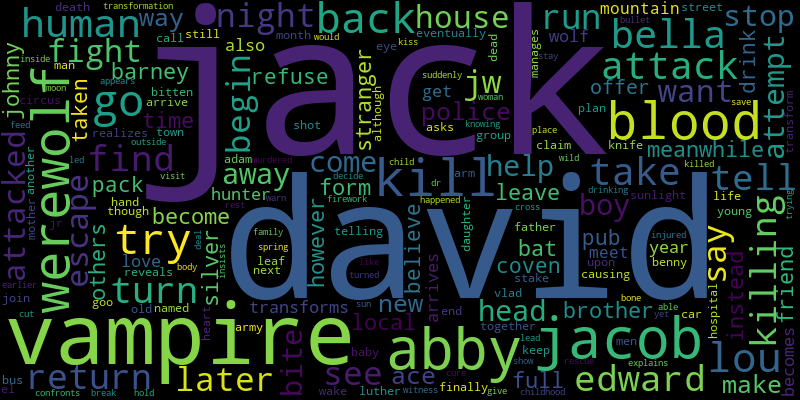 death transformation jack mountain street
human way call night back house run bullet stop
month would kiss stay bella
fight still eventually wolf
man eye dead manages
also suddenly drink
inside jw attack
johnny werewolf barney begin refuse stranger although offer want attempt
moon bitten get police woman plan
circus appears arrive blood transform
taken go time shot asks group place save
realizes knife
town adam claim meanwhile
feed another find come kill help take tell
led outside murdered child dr arm wild killed
attacked mother pack away david form leave boy
escape visit hunter knowing decide drinking sunlight life
jr hand rest warn father cross trying young
though firework happened
others try become however telling believe daughter bat pub year
love silver coven meet upon
reveals family arrives stake causing benny say hospital instead killing friend
spring leaf injured
turn goo next insists deal body like vlad new head. brother
join earlier old named transforms turned local end jacob lou
vampire heart army sun together bone able car
cut baby bite abby lead keep men yet becomes
bus return later see ace full edward make
el wake luther witness finally cure give show explains
confronts break hold childhood rescue